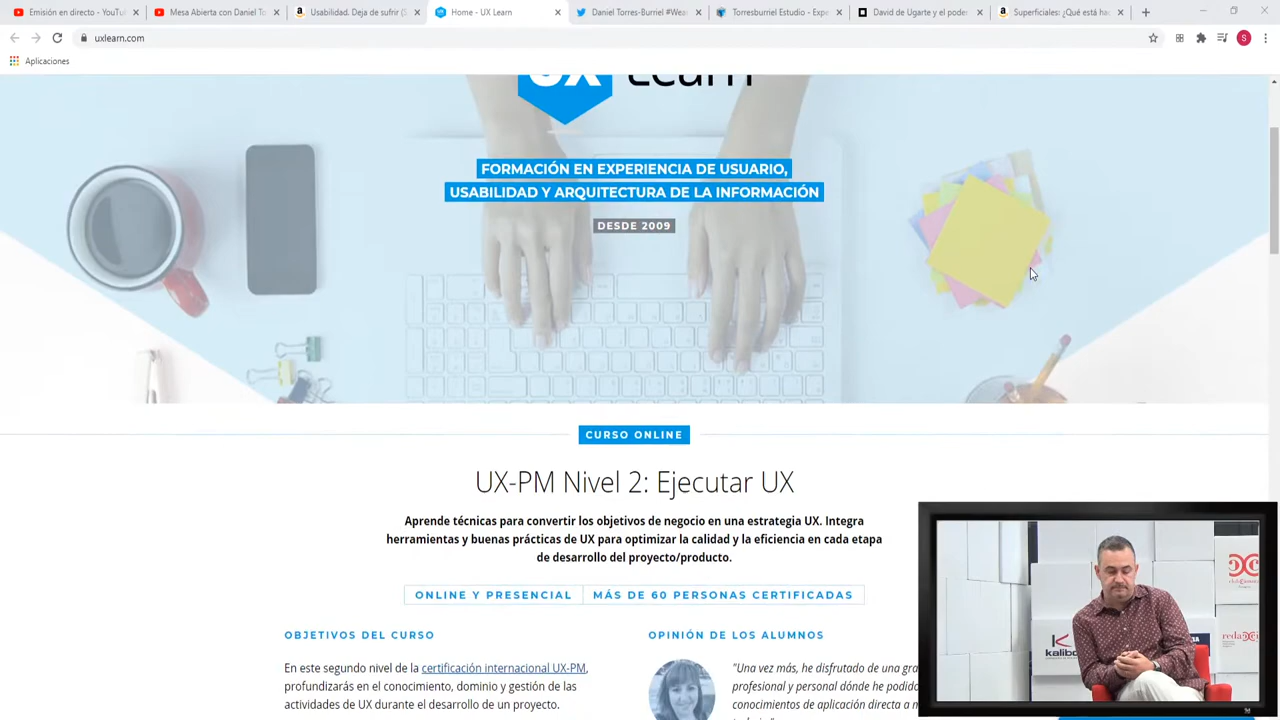 Emisión en directo - YouTu
Mesa Abierta con Daniel T
Usabilidad. Deja de sufrir (S
Home - UX Learn
Daniel Torres-Burriel #Wea
Torresburriel Estudio - Expe
David de Ugarte y el poder
Superficiales: ¿Qué está ha
uxlearn.com
S
Aplicaciones
UX Learn
FORMACIÓN EN EXPERIENCIA DE USUARIO,
USABILIDAD Y ARQUITECTURA DE LA INFORMACIÓN
DESDE 2009
CURSO ONLINE
UX-PM Nivel 2: Ejecutar UX
Aprende técnicas para convertir los objetivos de negocio en una estrategia UX. Integra
herramientas y buenas prácticas de UX para optimizar la calidad y la eficiencia en cada etapa
de desarrollo del proyecto/producto.
ONLINE Y PRESENCIAL
MÁS DE 60 PERSONAS CERTIFICADAS
OBJETIVOS DEL CURSO
En este segundo nivel de la certificación internacional UX-PM,
profundizarás en el conocimiento, dominio y gestión de las
actividades de UX durante el desarrollo de un proyecto.
OPINIÓN DE LOS ALUMNOS
"Una vez más, he disfrutado de una gra
profesional y personal dónde he podido
conocimientos de aplicación directa a n
kalibo
redacci